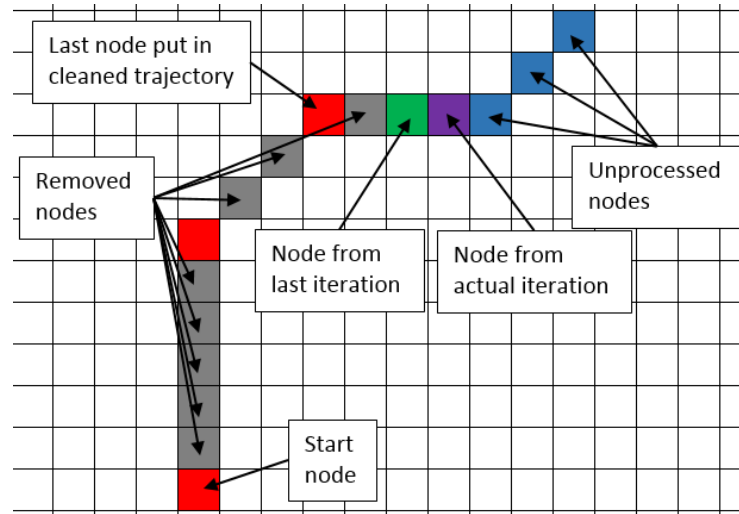 Last node put in
cleaned trajectory
Removed
nodes
Unprocessed
nodes
Node from
last iteration
Node from
actual iteration
Start
node